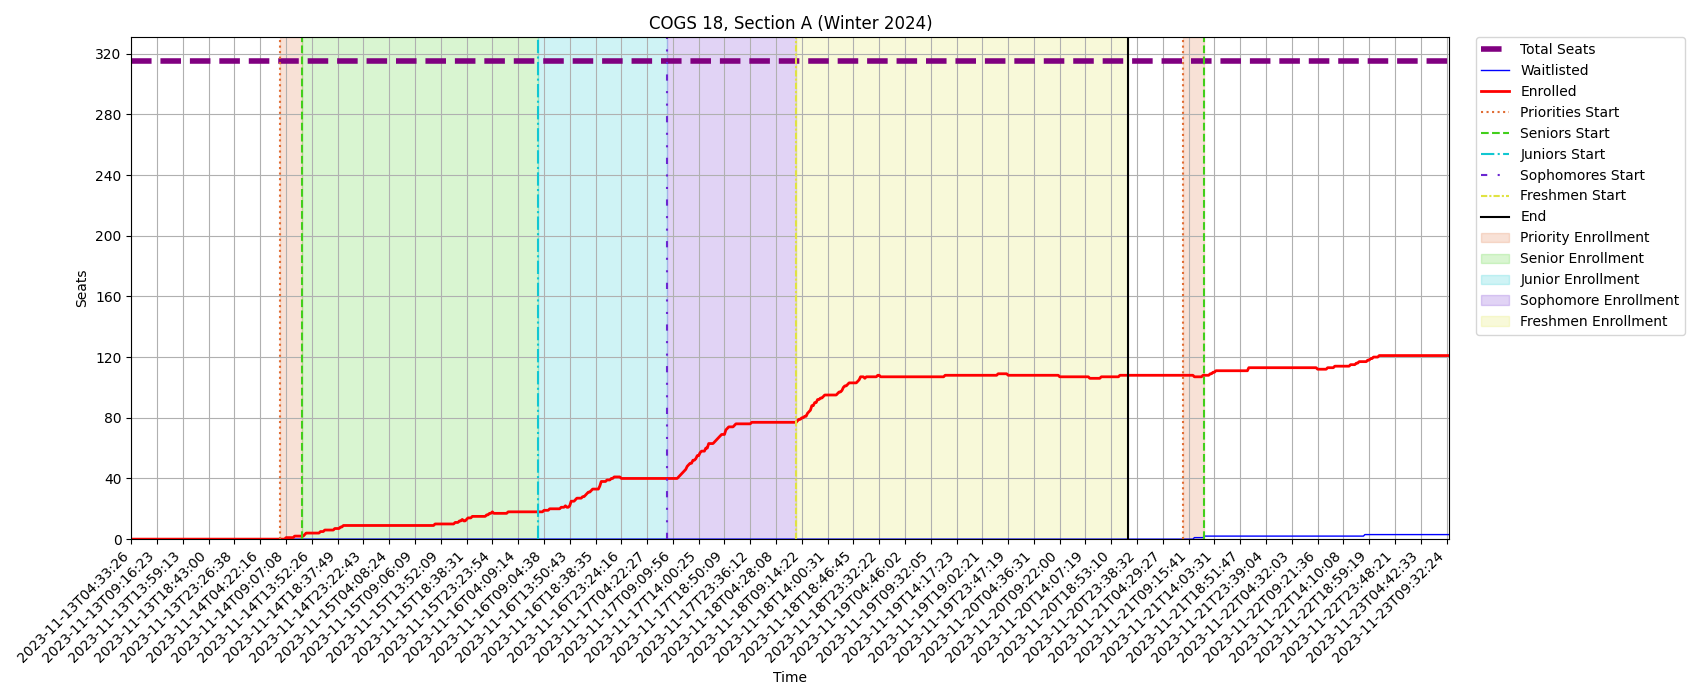 COGS 18, Section A (Winter 2024)
320
280
240
200
160
120
80
40
0
Seats
2023-11-13T04:33:26
2023-11-13T09:16:23
2023-11-13T13:59:13
2023-11-13T18:43:00
2023-11-13T23:26:38
2023-11-14T04:22:16
2023-11-14T09:07:08
2023-11-14T13:52:26
2023-11-14T18:37:49
2023-11-14T23:22:43
2023-11-15T04:08:24
2023-11-15T09:06:09
2023-11-15T13:52:09
2023-11-15T18:38:31
2023-11-15T23:23:54
2023-11-16T04:09:14
2023-11-16T09:04:38
2023-11-16T13:50:43
2023-11-16T18:38:35
2023-11-16T23:24:16
2023-11-17T04:22:27
2023-11-17T09:09:56
2023-11-17T14:00:25
2023-11-17T18:50:09
2023-11-17T23:36:12
2023-11-18T04:28:08
2023-11-18T09:14:22
2023-11-18T14:00:31
2023-11-18T18:46:45
2023-11-18T23:32:22
2023-11-19T04:46:02
2023-11-19T09:32:05
2023-11-19T14:17:23
2023-11-19T19:02:21
2023-11-19T23:47:19
2023-11-20T04:36:31
2023-11-20T09:22:00
2023-11-20T14:07:19
2023-11-20T18:53:10
2023-11-20T23:38:32
2023-11-21T04:29:27
2023-11-21T09:15:41
2023-11-21T14:03:31
2023-11-21T18:51:47
2023-11-21T23:39:04
2023-11-22T04:32:03
2023-11-22T09:21:36
2023-11-22T14:10:08
2023-11-22T18:59:19
2023-11-22T23:48:21
2023-11-23T04:42:33
2023-11-23T09:32:24
Time
Total Seats
Waitlisted
Enrolled
Priorities Start
Seniors Start
Juniors Start
Sophomores Start
Freshmen Start
End
Priority Enrollment
Senior Enrollment
Junior Enrollment
Sophomore Enrollment
Freshmen Enrollment